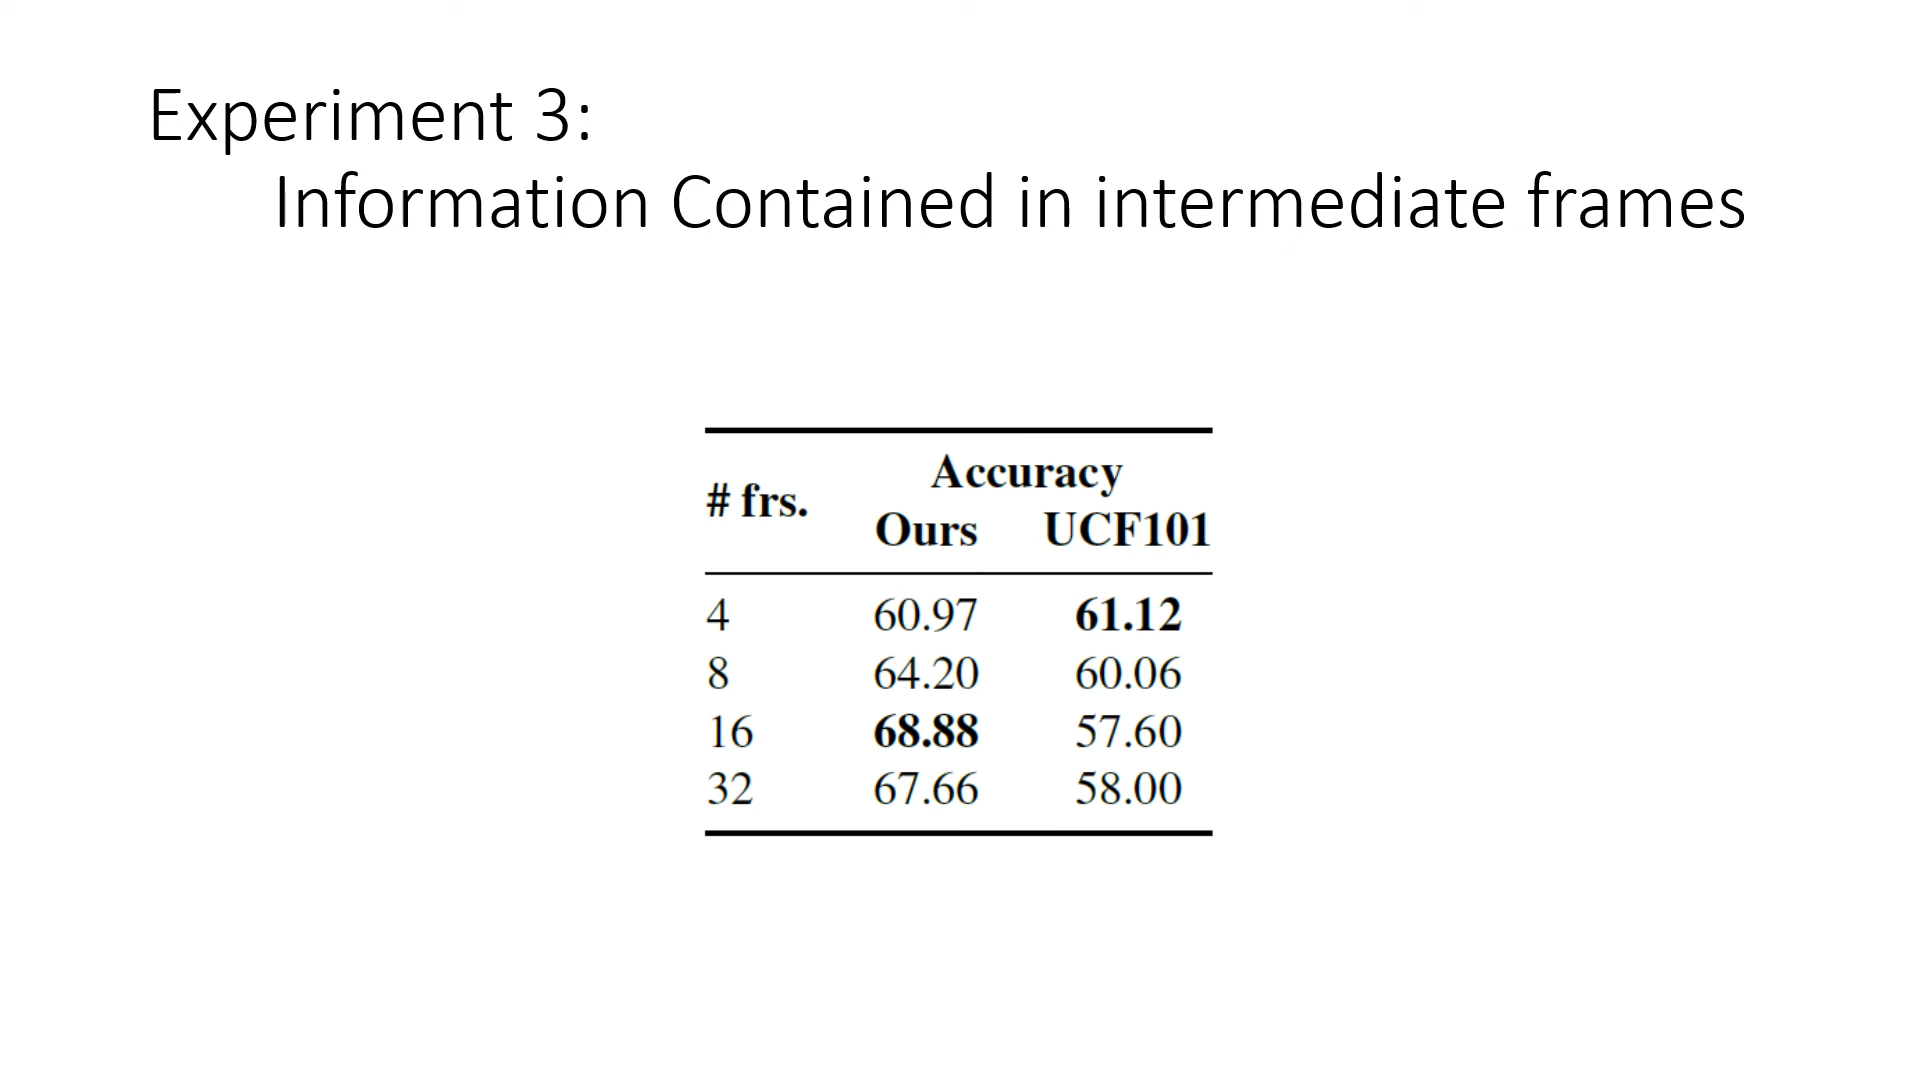 Experiment 3:
Information Contained in intermediate frames
# frs. Accuracy
Ours UCF101
4 60.97 61.12
8 64.20 60.06
16 68.88 57.60
32 67.66 58.00